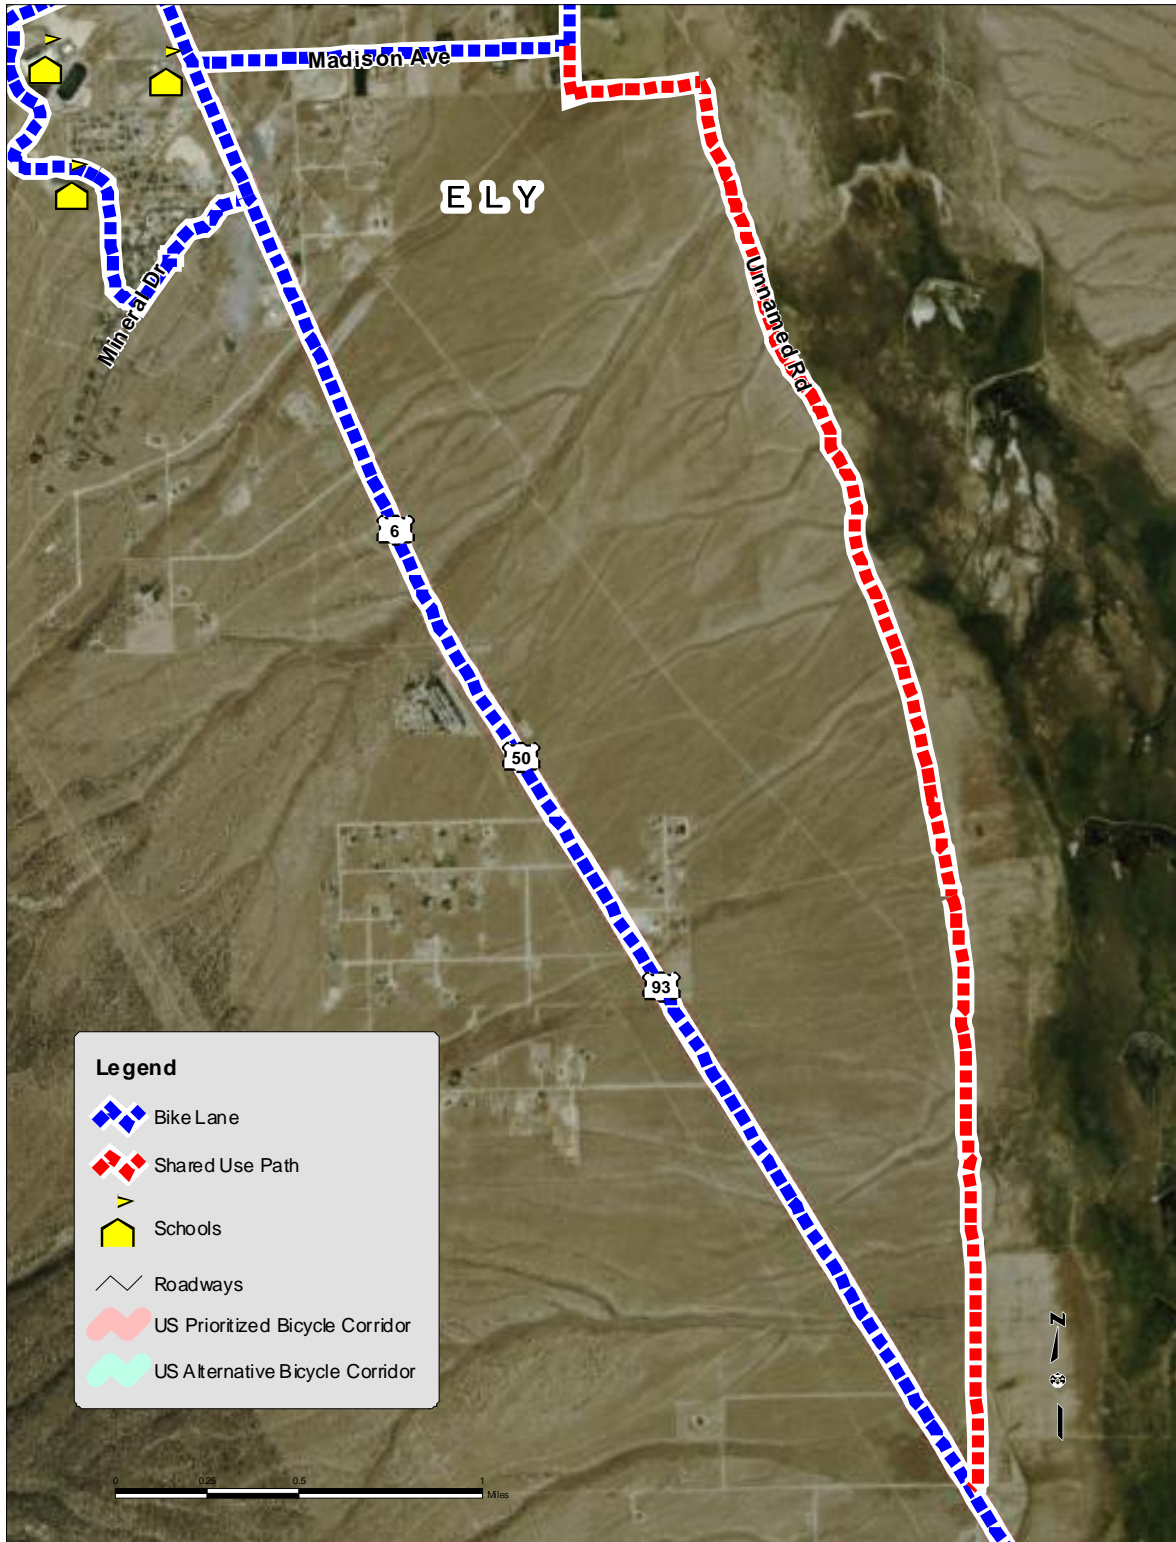 Madison Ave
ELY
Unnamed Rd
Mineral Dr
6
50
93
Legend
Bike Lane
Shared Use Path
Schools
Roadways
US Prioritized Bicycle Corridor
US Alternative Bicycle Corridor
N
0 0.25 0.5 1
Miles